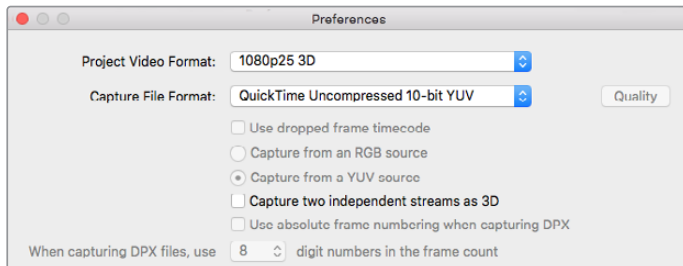 Preferences
Project Video Format: 1080p25 3D
Capture File Format: QuickTime Uncompressed 10-bit YUV Quality
Use dropped frame timecode
Capture from an RGB source
Capture from a YUV source
Capture two independent streams as 3D
Use absolute frame numbering when capturing DPX
When capturing DPX files, use 8 digit numbers in the frame count